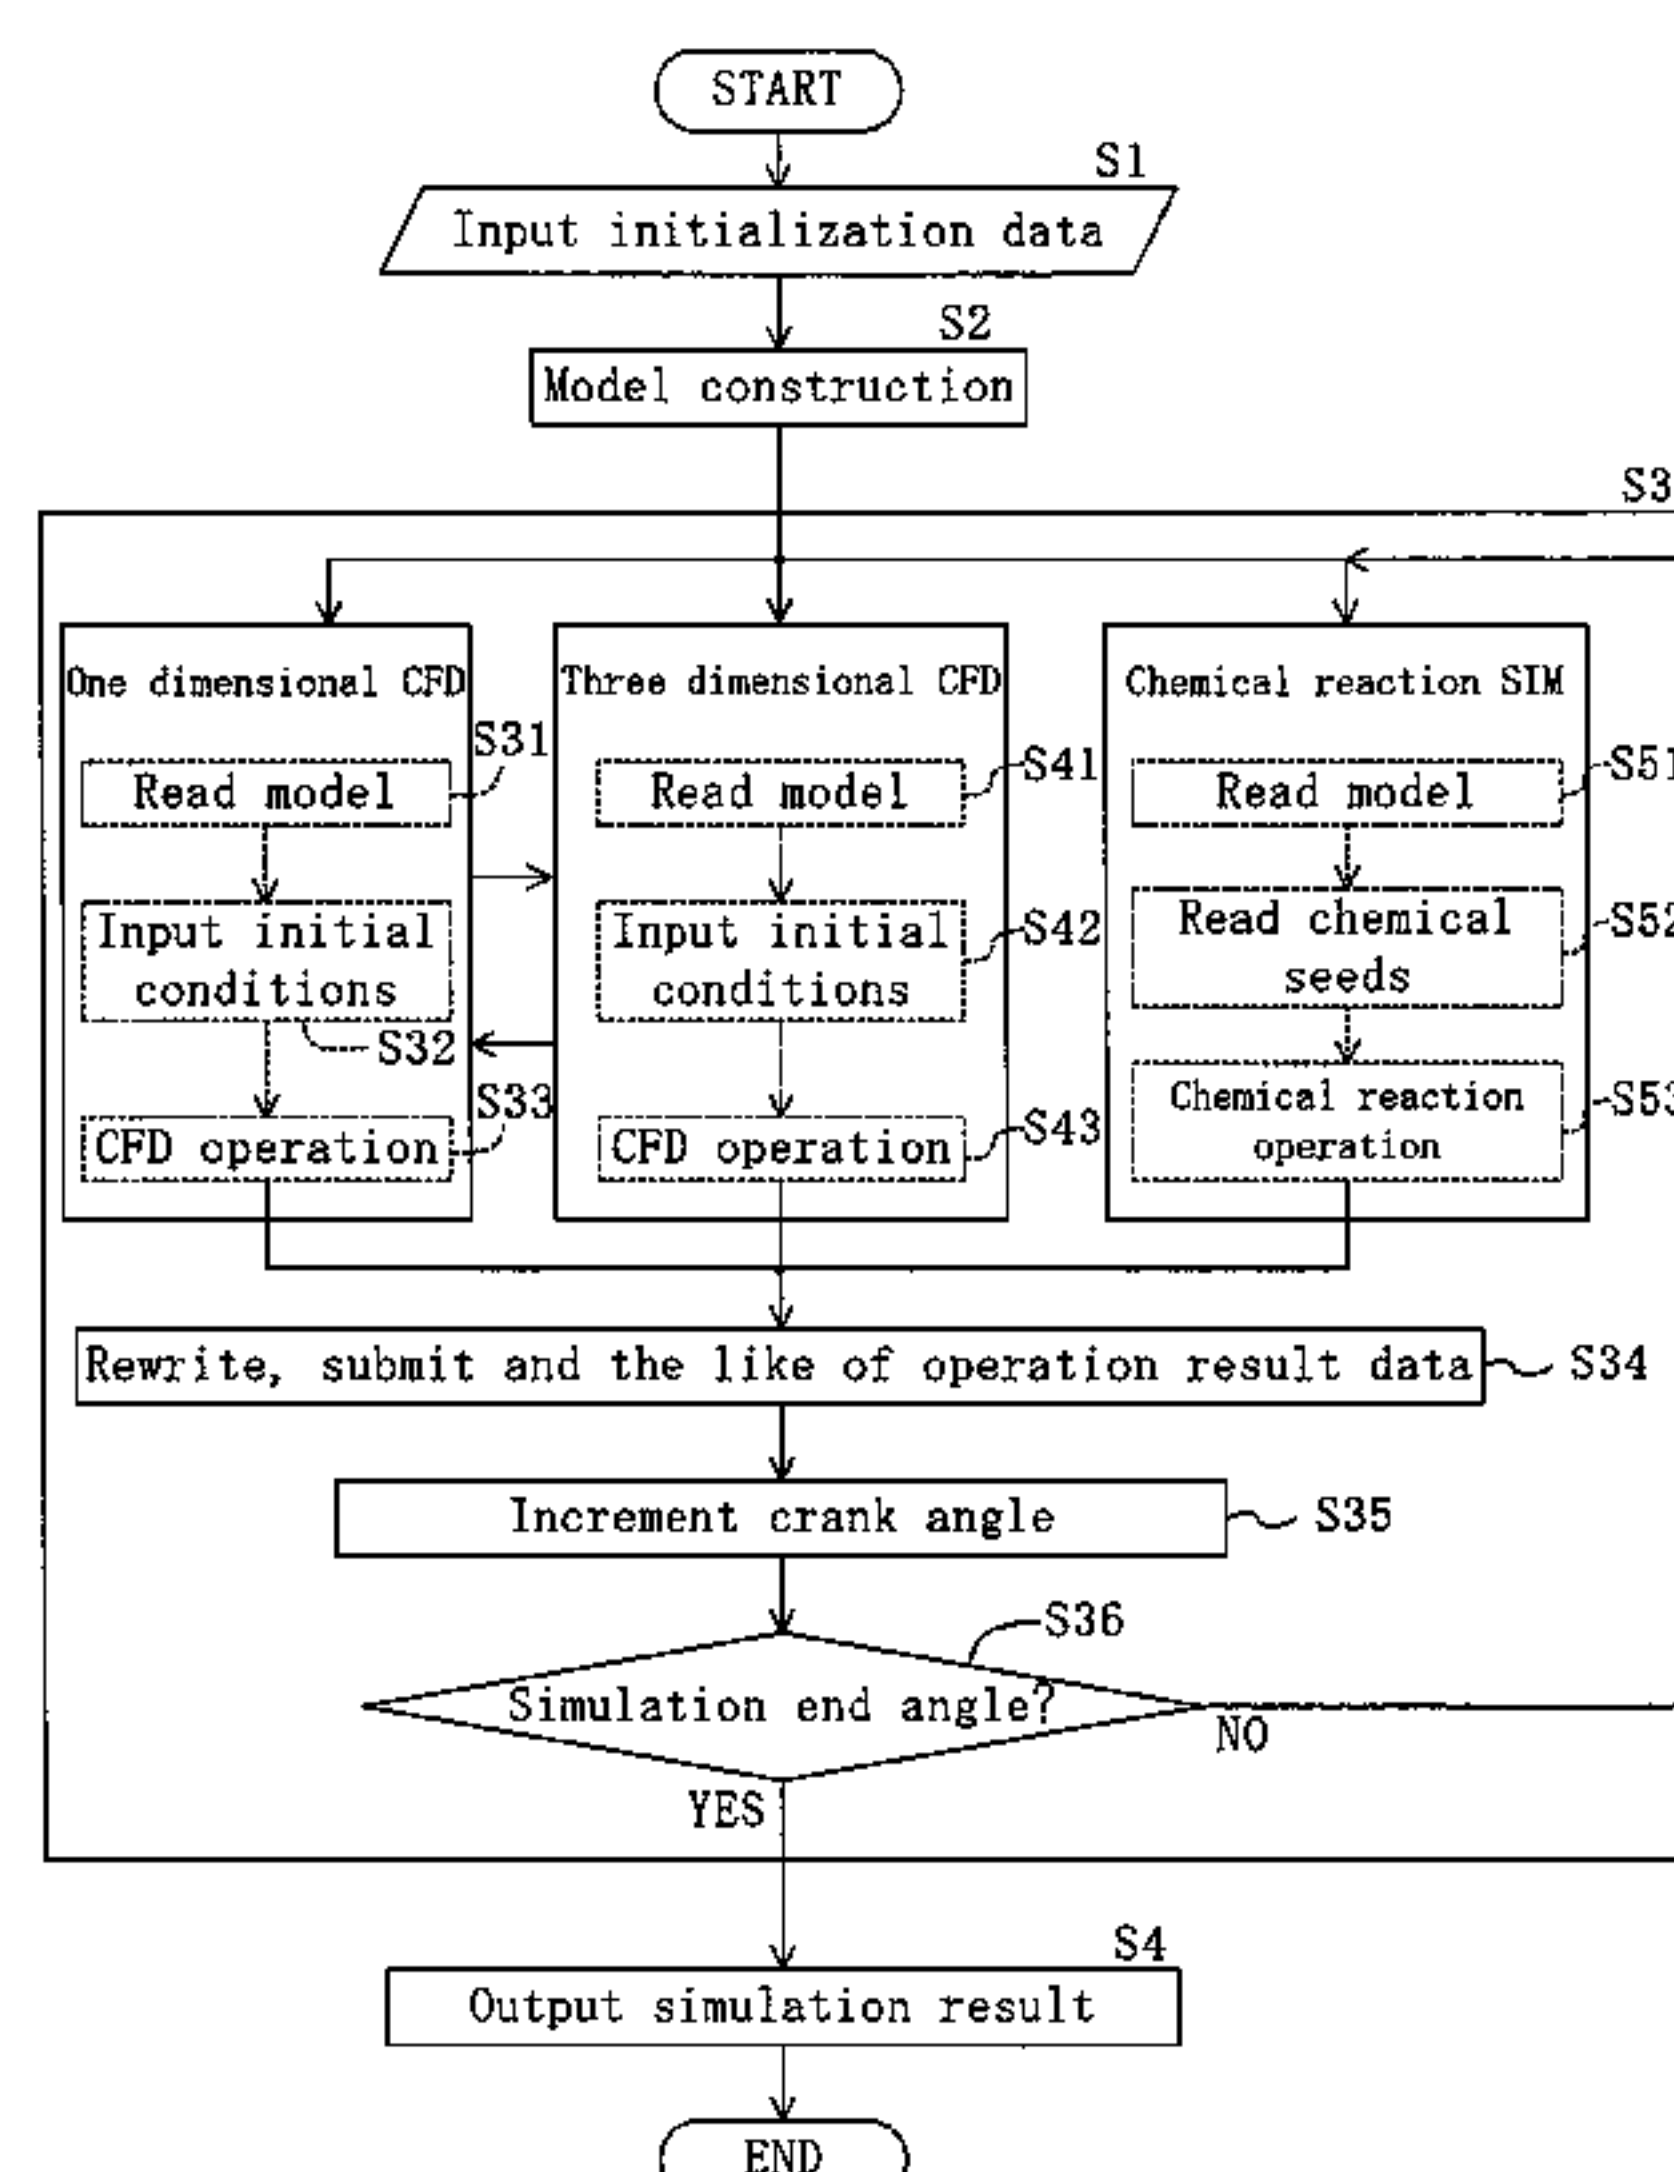 START
S1
Input initialization data
S2
Model construction
S3
One dimensional CFD
S31
Read model
Input initial
conditions
S32
S33
CFD operation
Three dimensional CFD
Read model
S41
Input initial
conditions
S42
CFD operation
S43
Chemical reaction SIM
Read model
S51
Read chemical
seeds
S52
Chemical reaction
operation
S53
Rewrite, submit and the like of operation result data
S34
Increment crank angle
S35
S36
Simulation end angle?
NO
YES
S4
Output simulation result
END